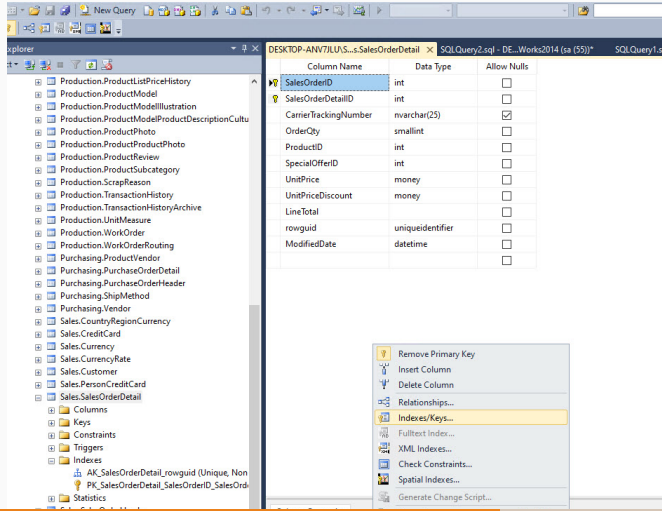 New Query
DESKTOP-ANV7JLU\S...s.SalesOrderDetail
SQLQuery2.sql - DE...Works2014 (sa (55))*
SQLQuery1.s
xplorer
Production.ProductListPriceHistory
Production.ProductModel
Production.ProductModelIllustration
Production.ProductModelProductDescriptionCultu
Production.ProductPhoto
Production.ProductProductPhoto
Production.ProductReview
Production.ProductSubcategory
Production.ScrapReason
Production.TransactionHistory
Production.TransactionHistoryArchive
Production.UnitMeasure
Production.WorkOrder
Production.WorkOrderRouting
Purchasing.ProductVendor
Purchasing.PurchaseOrderDetail
Purchasing.PurchaseOrderHeader
Purchasing.ShipMethod
Purchasing.Vendor
Sales.CountryRegionCurrency
Sales.CreditCard
Sales.Currency
Sales.CurrencyRate
Sales.Customer
Sales.PersonCreditCard
Sales.SalesOrderDetail
Columns
Keys
Constraints
Triggers
Indexes
AK_SalesOrderDetail_rowguid (Unique, Non
PK_SalesOrderDetail_SalesOrderID_SalesOrde
Statistics
Column Name Data Type Allow Nulls
SalesOrderID int
SalesOrderDetailID int
CarrierTrackingNumber nvarchar(25)
OrderQty smallint
ProductID int
SpecialOfferID int
UnitPrice money
UnitPriceDiscount money
LineTotal
rowguid uniqueidentifier
ModifiedDate datetime
Remove Primary Key
Insert Column
Delete Column
Relationships...
Indexes/Keys...
Fulltext Index...
XML Indexes...
Check Constraints...
Spatial Indexes...
Generate Change Script...